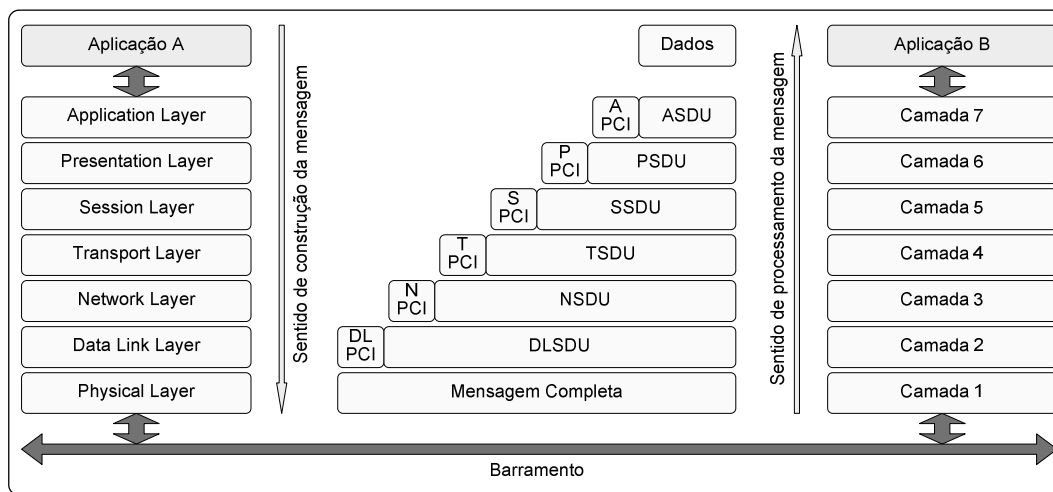 Aplicação A
Dados
Aplicação B
Application Layer
A
PCI
ASDU
Camada 7
Presentation Layer
P
PCI
PSDU
Camada 6
Session Layer
S
PCI
SSDU
Camada 5
Transport Layer
T
PCI
TSDU
Camada 4
Network Layer
N
PCI
NSDU
Camada 3
Data Link Layer
DL
PCI
DLSDU
Camada 2
Physical Layer
Mensagem Completa
Camada 1
Sentido de construção da mensagem
Sentido de processamento da mensagem
Barramento